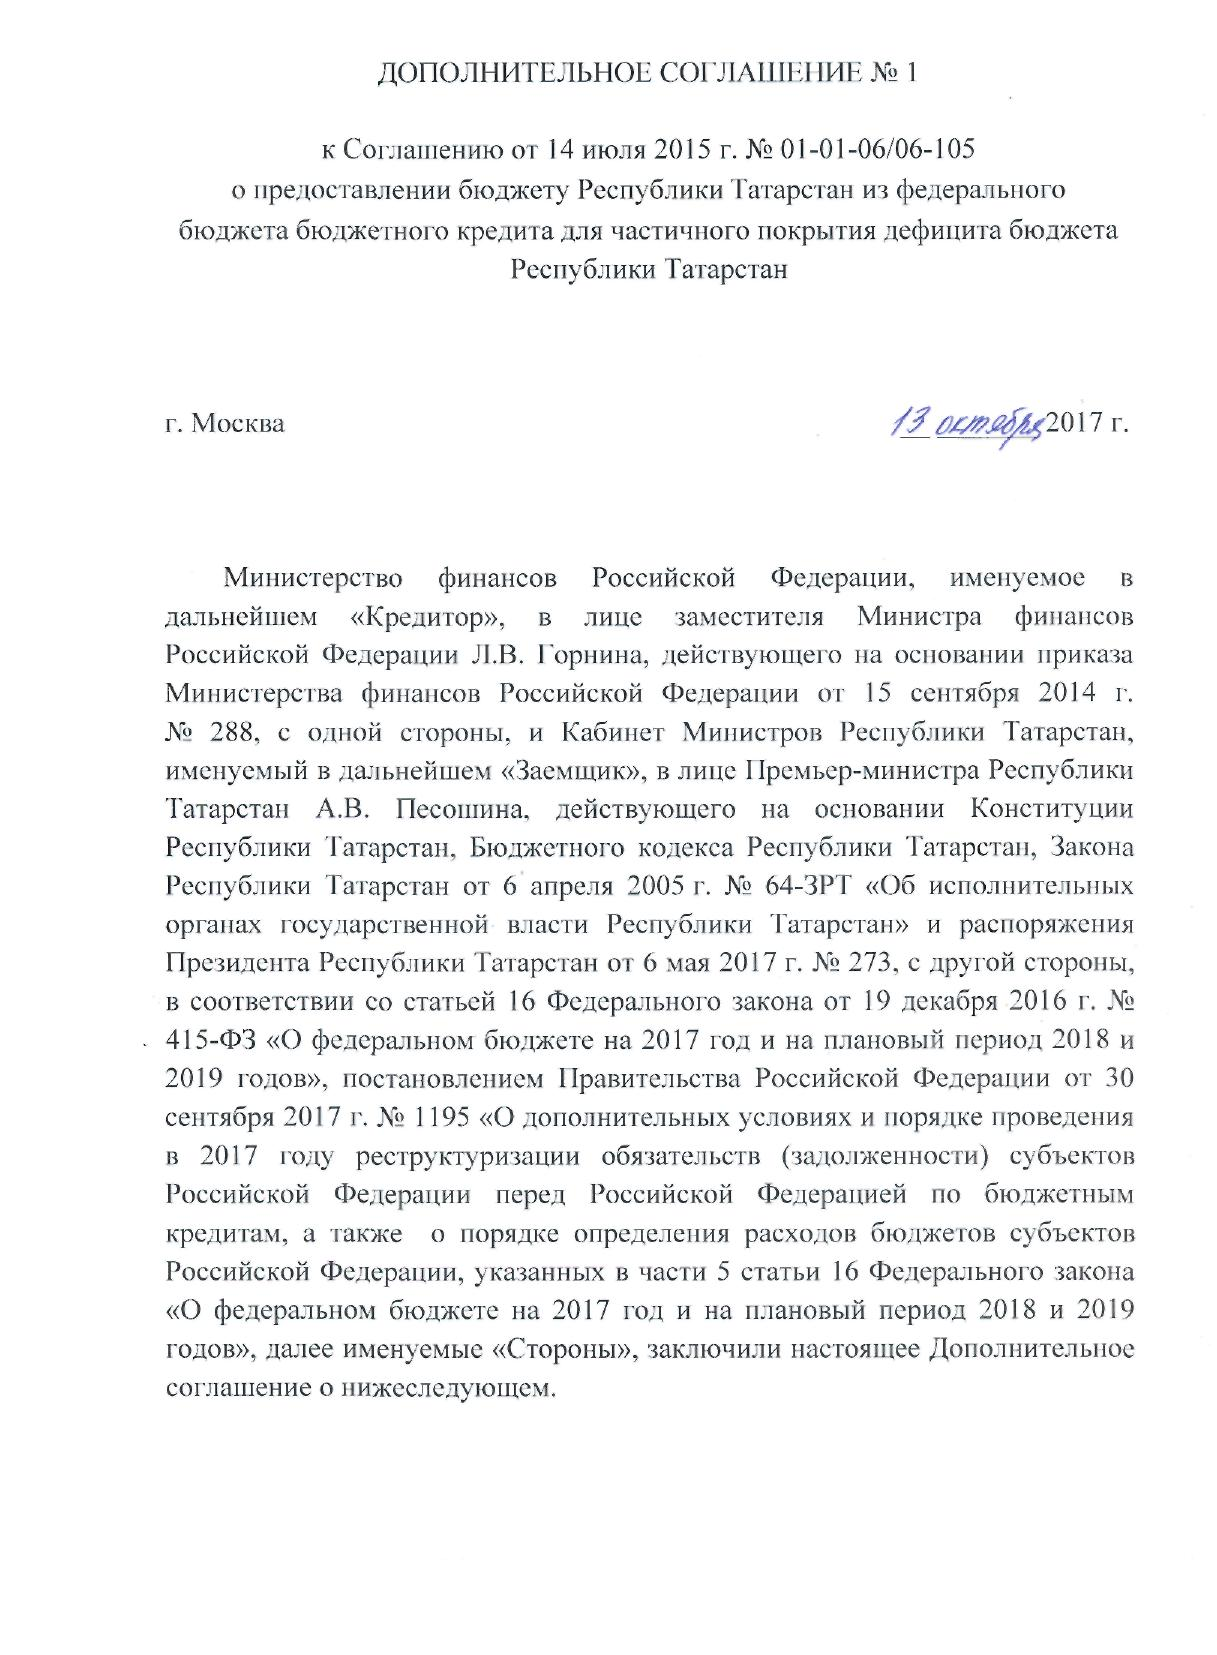 ДОПОЛНИТЕЛЬНОЕ СОГЛАШЕНИЕ № 1
к Соглашению от 14 июля 2015 г. № 01-01-06/06-105
о предоставлении бюджету Республики Татарстан из федерального
бюджета бюджетного кредита для частичного покрытия дефицита бюджета
Республики Татарстан
г. Москва 13 октября 2017 г.
Министерство финансов Российской Федерации, именуемое в
дальнейшем «Кредитор», в лице заместителя Министра финансов
Российской Федерации Л.В. Горнина, действующего на основании приказа
Министерства финансов Российской Федерации от 15 сентября 2014 г.
№ 288, с одной стороны, и Кабинет Министров Республики Татарстан,
именуемый в дальнейшем «Заемщик», в лице Премьер-министра Республики
Татарстан А.В. Песошина, действующего на основании Конституции
Республики Татарстан, Бюджетного кодекса Республики Татарстан, Закона
Республики Татарстан от 6 апреля 2005 г. № 64-ЗРТ «Об исполнительных
органах государственной власти Республики Татарстан» и распоряжения
Президента Республики Татарстан от 6 мая 2017 г. № 273, с другой стороны,
в соответствии со статьей 16 Федерального закона от 19 декабря 2016 г. №
415-ФЗ «О федеральном бюджете на 2017 год и на плановый период 2018 и
2019 годов», постановлением Правительства Российской Федерации от 30
сентября 2017 г. № 1195 «О дополнительных условиях и порядке проведения
в 2017 году реструктуризации обязательств (задолженности) субъектов
Российской Федерации перед Российской Федерацией по бюджетным
кредитам, а также о порядке определения расходов бюджетов субъектов
Российской Федерации, указанных в части 5 статьи 16 Федерального закона
«О федеральном бюджете на 2017 год и на плановый период 2018 и 2019
годов», далее именуемые «Стороны», заключили настоящее Дополнительное
соглашение о нижеследующем.